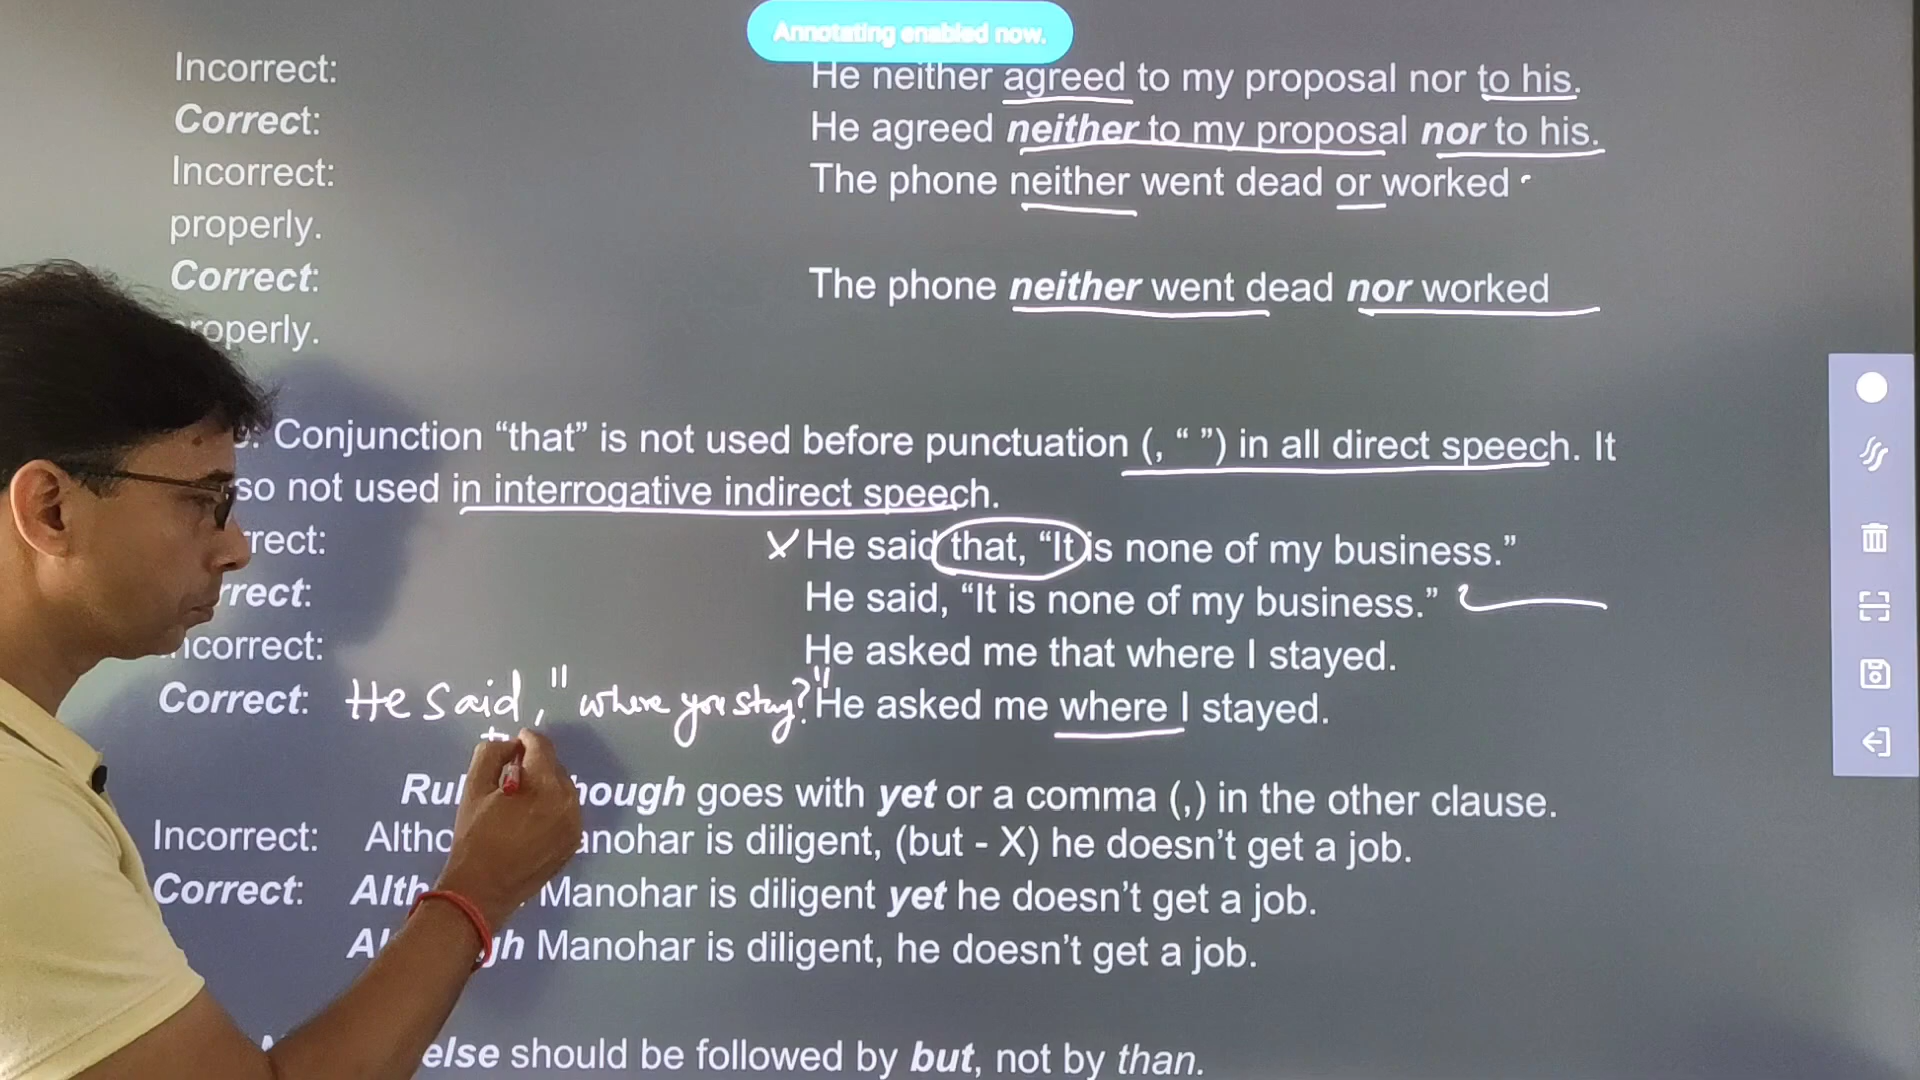 Annotating enabled now.
Incorrect: He neither agreed to my proposal nor to his.
Correct: He agreed neither to my proposal nor to his.
Incorrect: The phone neither went dead or worked
properly.
Correct: The phone neither went dead nor worked
roperly.
Conjunction “that” is not used before punctuation (, “ ”) in all direct speech. It
so not used in interrogative indirect speech.
rrect: X He said that, “It is none of my business.”
rrect: He said, “It is none of my business.”
ncorrect: He asked me that where I stayed.
Correct: He said, "where you stay?" He asked me where I stayed.
Rul hough goes with yet or a comma (,) in the other clause.
Incorrect: Altho anohar is diligent, (but - X) he doesn’t get a job.
Correct: Alth Manohar is diligent yet he doesn’t get a job.
Al gh Manohar is diligent, he doesn’t get a job.
else should be followed by but, not by than.